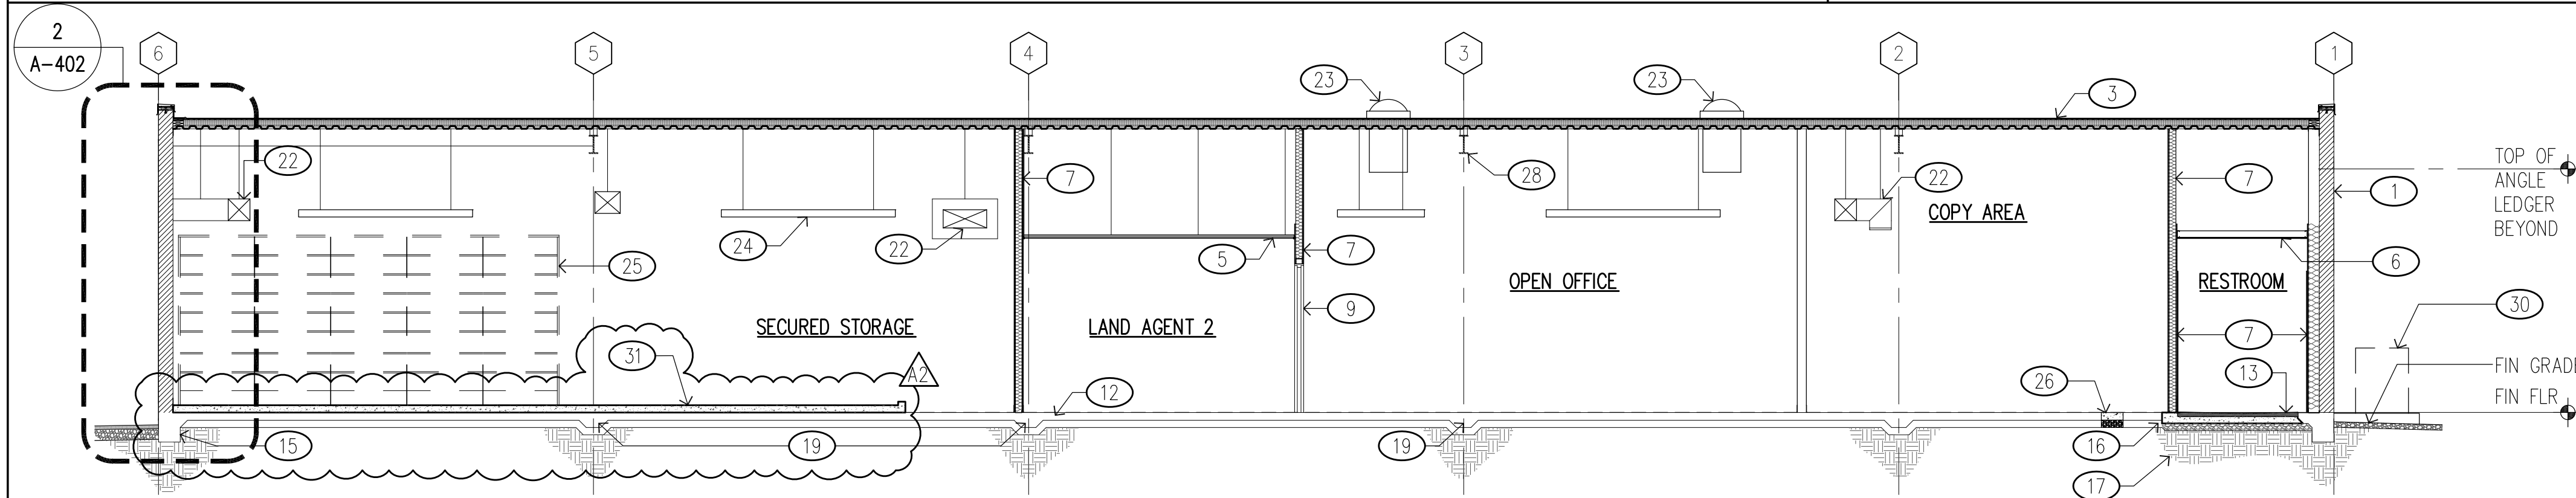 2
A-402
6
5
4
3
2
1
23
23
3
22
7
28
22
7
1
TOP OF
ANGLE
LEDGER
BEYOND
COPY AREA
24
22
7
5
25
6
OPEN OFFICE
RESTROOM
9
30
SECURED STORAGE
LAND AGENT 2
7
31
A2
FIN GRAD
13
26
12
FIN FLR
15
19
19
16
17